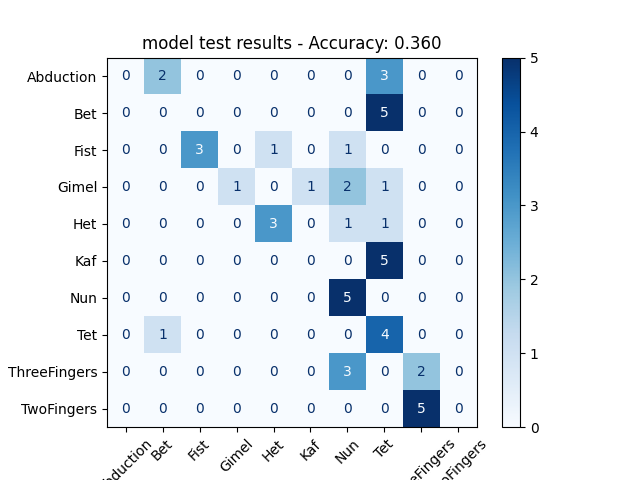 model test results - Accuracy: 0.360
Abduction 0 2 0 0 0 0 0 3 0 0
Bet 0 0 0 0 0 0 0 5 0 0
Fist 0 0 3 0 1 0 1 0 0 0
Gimel 0 0 0 1 0 1 2 1 0 0
Het 0 0 0 0 3 0 1 1 0 0
Kaf 0 0 0 0 0 0 0 5 0 0
Nun 0 0 0 0 0 0 5 0 0 0
Tet 0 1 0 0 0 0 0 4 0 0
ThreeFingers 0 0 0 0 0 0 3 0 2 0
TwoFingers 0 0 0 0 0 0 0 0 5 0
Bet Fist Gimel Het Kaf Nun Tet
5
4
3
2
1
0